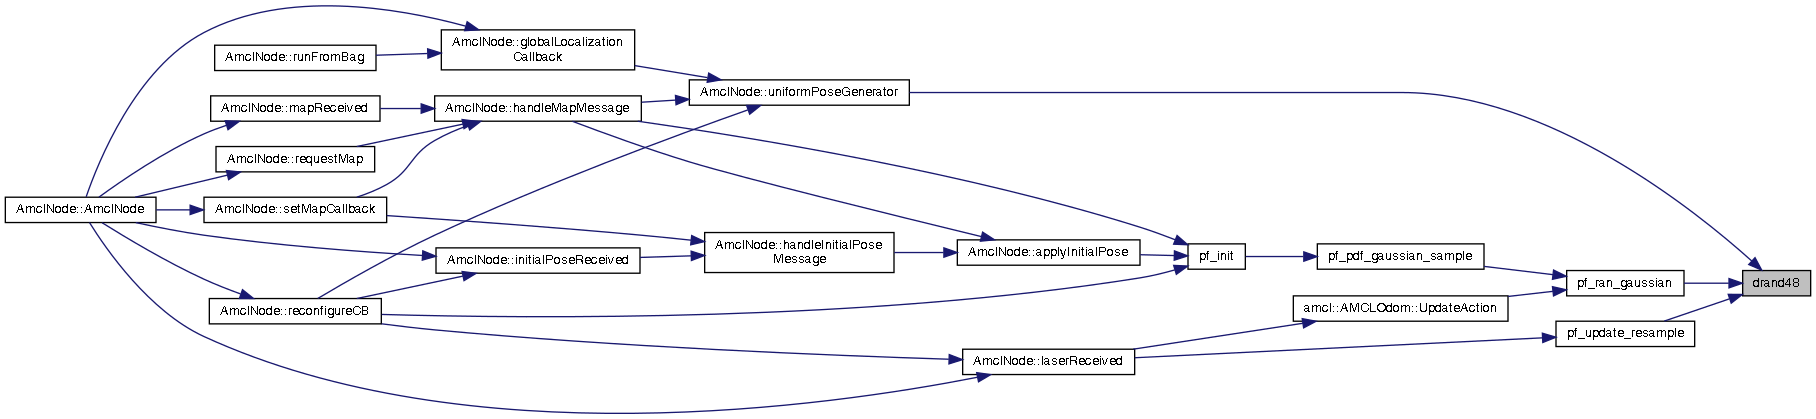 AmclNode::globalLocalization
Callback
AmclNode::runFromBag
AmclNode::uniformPoseGenerator
AmclNode::mapReceived
AmclNode::handleMapMessage
AmclNode::requestMap
AmclNode::AmclNode
AmclNode::setMapCallback
AmclNode::handleInitialPose
Message
AmclNode::applyInitialPose
AmclNode::initialPoseReceived
pf_init
pf_pdf_gaussian_sample
pf_ran_gaussian
drand48
AmclNode::reconfigureCB
amcl::AMCLOdom::UpdateAction
pf_update_resample
AmclNode::laserReceived